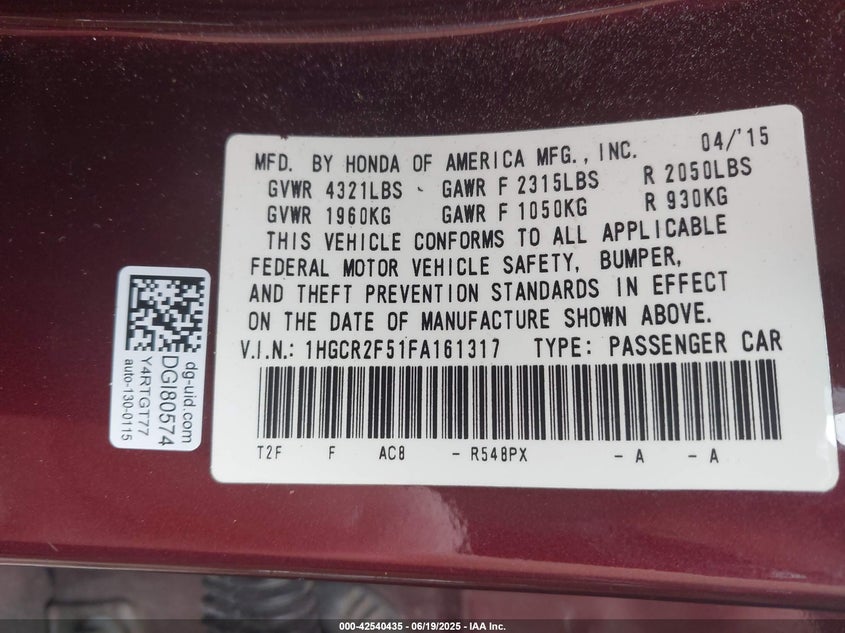 MFD. BY HONDA OF AMERICA MFG., INC. 04/'15
GVWR 4321LBS GAWR F 2315LBS R 2050LBS
GVWR 1960KG GAWR F 1050KG R 930KG
THIS VEHICLE CONFORMS TO ALL APPLICABLE
FEDERAL MOTOR VEHICLE SAFETY, BUMPER,
AND THEFT PREVENTION STANDARDS IN EFFECT
ON THE DATE OF MANUFACTURE SHOWN ABOVE.
V.I.N.: 1HGCR2F51FA161317 TYPE: PASSENGER CAR
T2F F AC8 - R548PX - A - A
dg-uid.com
DGI80574
Y4RTGT77
auto-130-0115
000-42540435 - 06/19/2025 - IAA Inc.